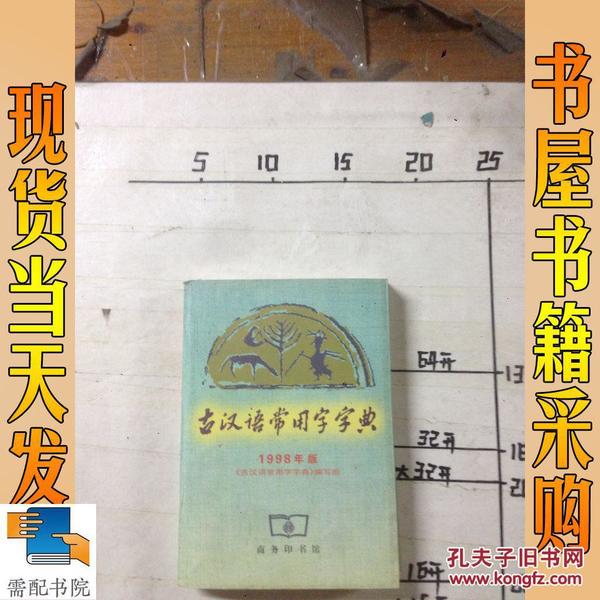 现货当天发
书屋书籍采购
5 10 15 20 25
64开
13
32开
大32开
16开
古汉语常用字字典
1998年版
《古汉语常用字字典》编写组
商务印书馆
需配书院
孔夫子旧书网
www.kongfz.com